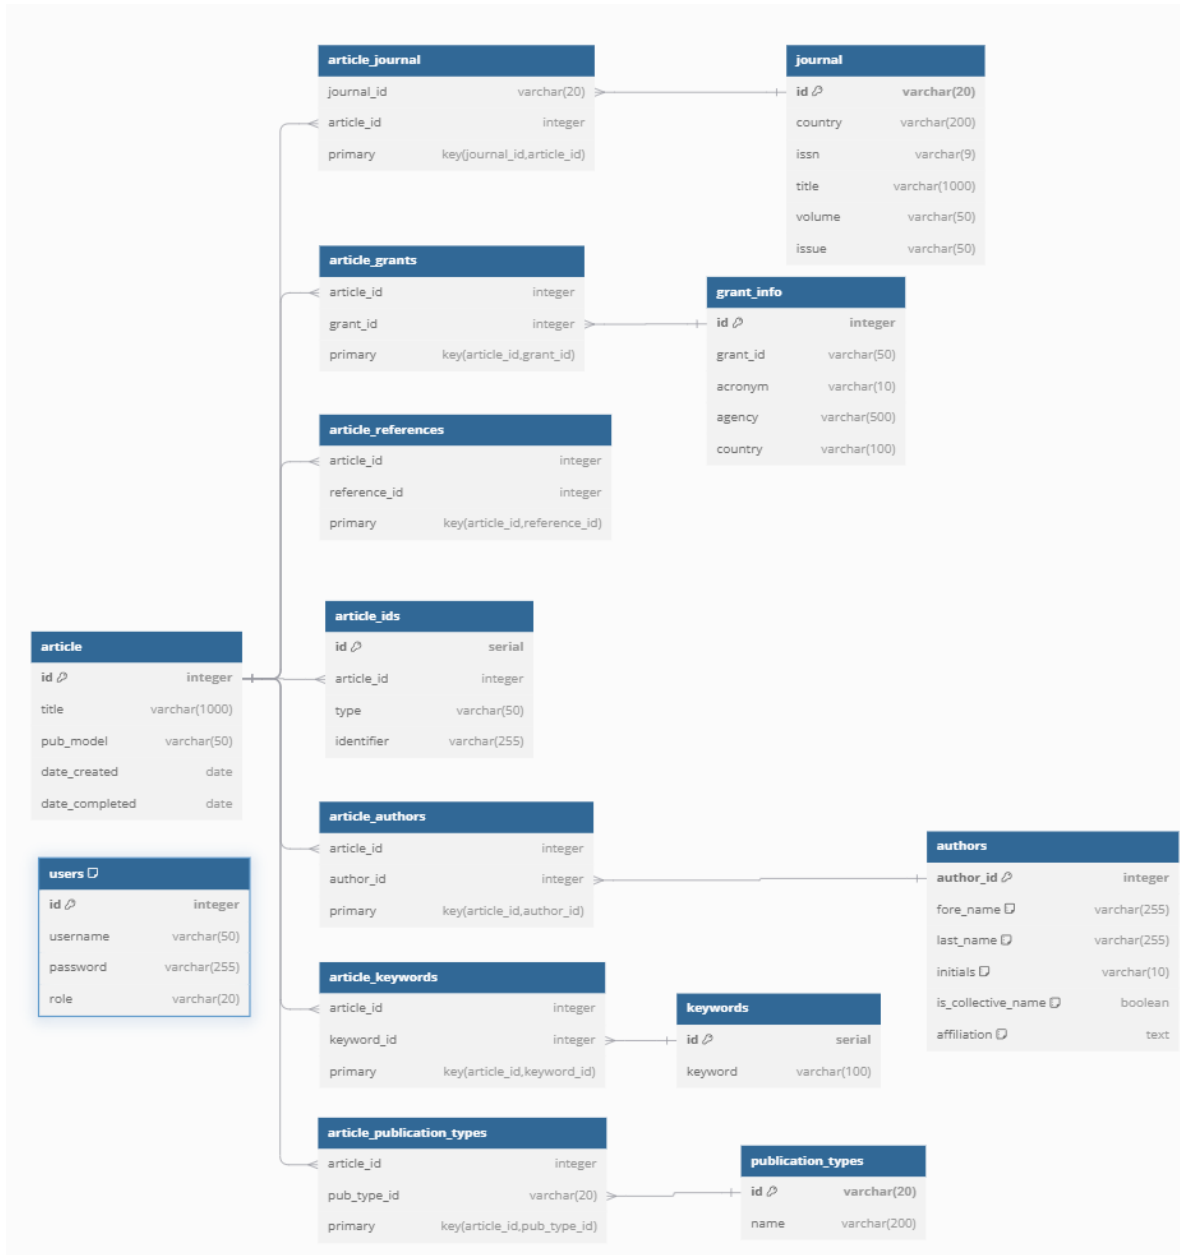 article_journal
journal_id varchar(20)
article_id integer
primary key(journal_id,article_id)
journal
id varchar(20)
country varchar(200)
issn varchar(9)
title varchar(1000)
volume varchar(50)
issue varchar(50)
article_grants
article_id integer
grant_id integer
primary key(article_id,grant_id)
grant_info
id integer
grant_id varchar(50)
acronym varchar(10)
agency varchar(500)
country varchar(100)
article_references
article_id integer
reference_id integer
primary key(article_id,reference_id)
article_ids
id serial
article_id integer
type varchar(50)
identifier varchar(255)
article
id integer
title varchar(1000)
pub_model varchar(50)
date_created date
date_completed date
users
id integer
username varchar(50)
password varchar(255)
role varchar(20)
article_authors
article_id integer
author_id integer
primary key(article_id,author_id)
authors
author_id integer
fore_name varchar(255)
last_name varchar(255)
initials varchar(10)
is_collective_name boolean
affiliation text
article_keywords
article_id integer
keyword_id integer
primary key(article_id,keyword_id)
keywords
id serial
keyword varchar(100)
article_publication_types
article_id integer
pub_type_id varchar(20)
primary key(article_id,pub_type_id)
publication_types
id varchar(20)
name varchar(200)